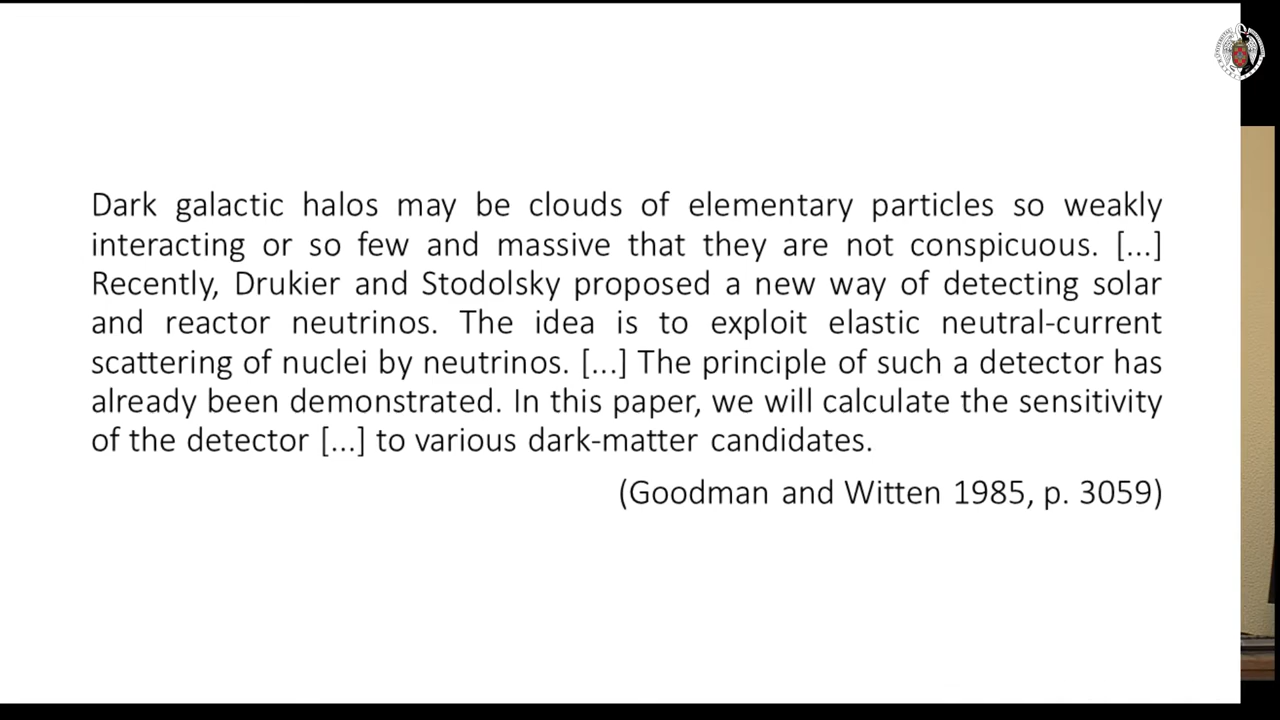 Dark galactic halos may be clouds of elementary particles so weakly
interacting or so few and massive that they are not conspicuous. [...]
Recently, Drukier and Stodolsky proposed a new way of detecting solar
and reactor neutrinos. The idea is to exploit elastic neutral-current
scattering of nuclei by neutrinos. [...] The principle of such a detector has
already been demonstrated. In this paper, we will calculate the sensitivity
of the detector [...] to various dark-matter candidates.
(Goodman and Witten 1985, p. 3059)